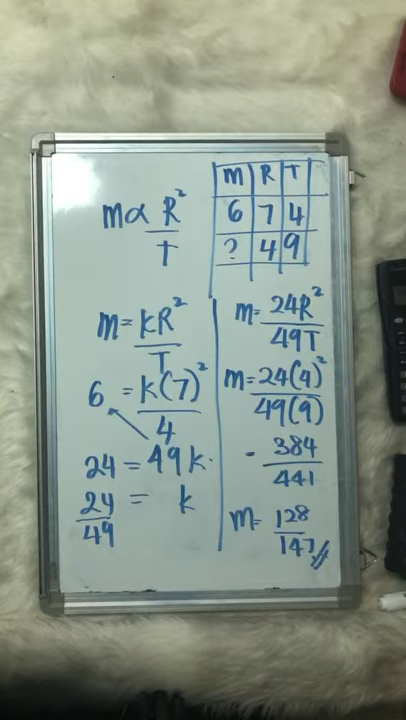 m∝ R²/T
M R T
6 7 4
? 4 9
m = KR²/T
6 = K(7)²/4
24 = 49k
24/49 = k
m = 24R²/49T
m = 24(4)²/49(9)
- 384/441
m = 128/147//